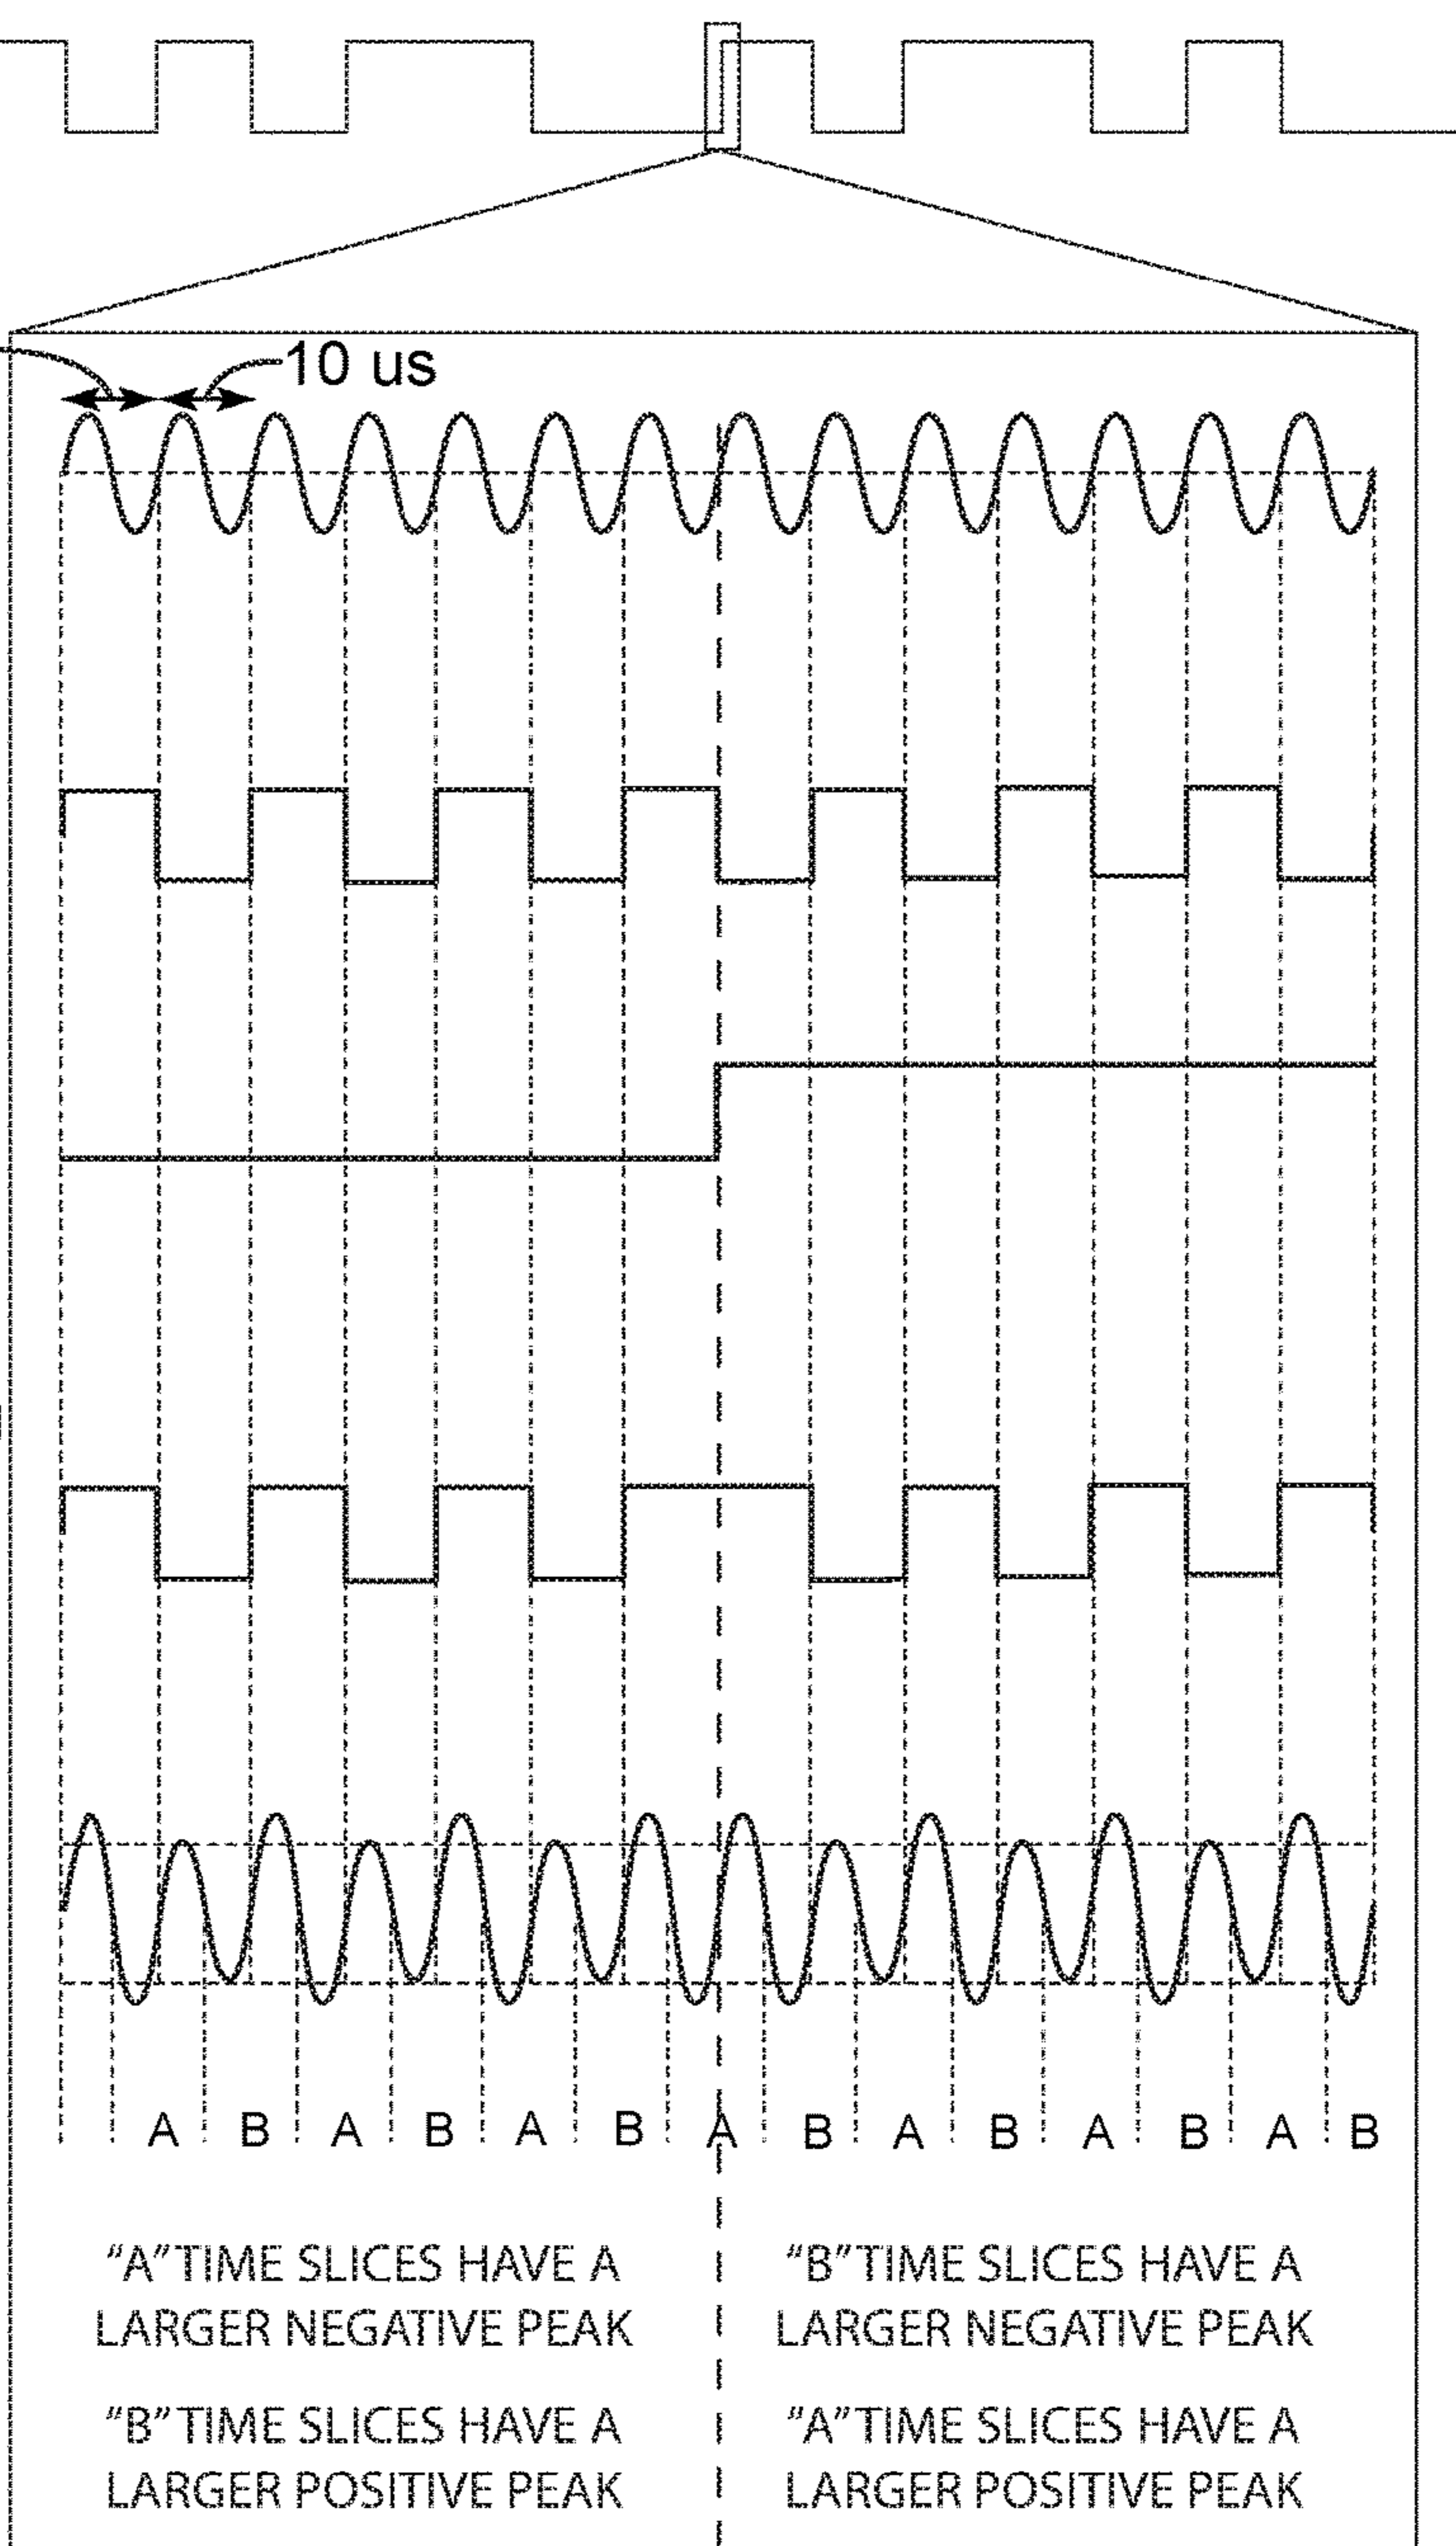 10 us
A B A B A B A B A B A B A B
"A" TIME SLICES HAVE A
LARGER NEGATIVE PEAK
"B" TIME SLICES HAVE A
LARGER POSITIVE PEAK
"B" TIME SLICES HAVE A
LARGER NEGATIVE PEAK
"A" TIME SLICES HAVE A
LARGER POSITIVE PEAK